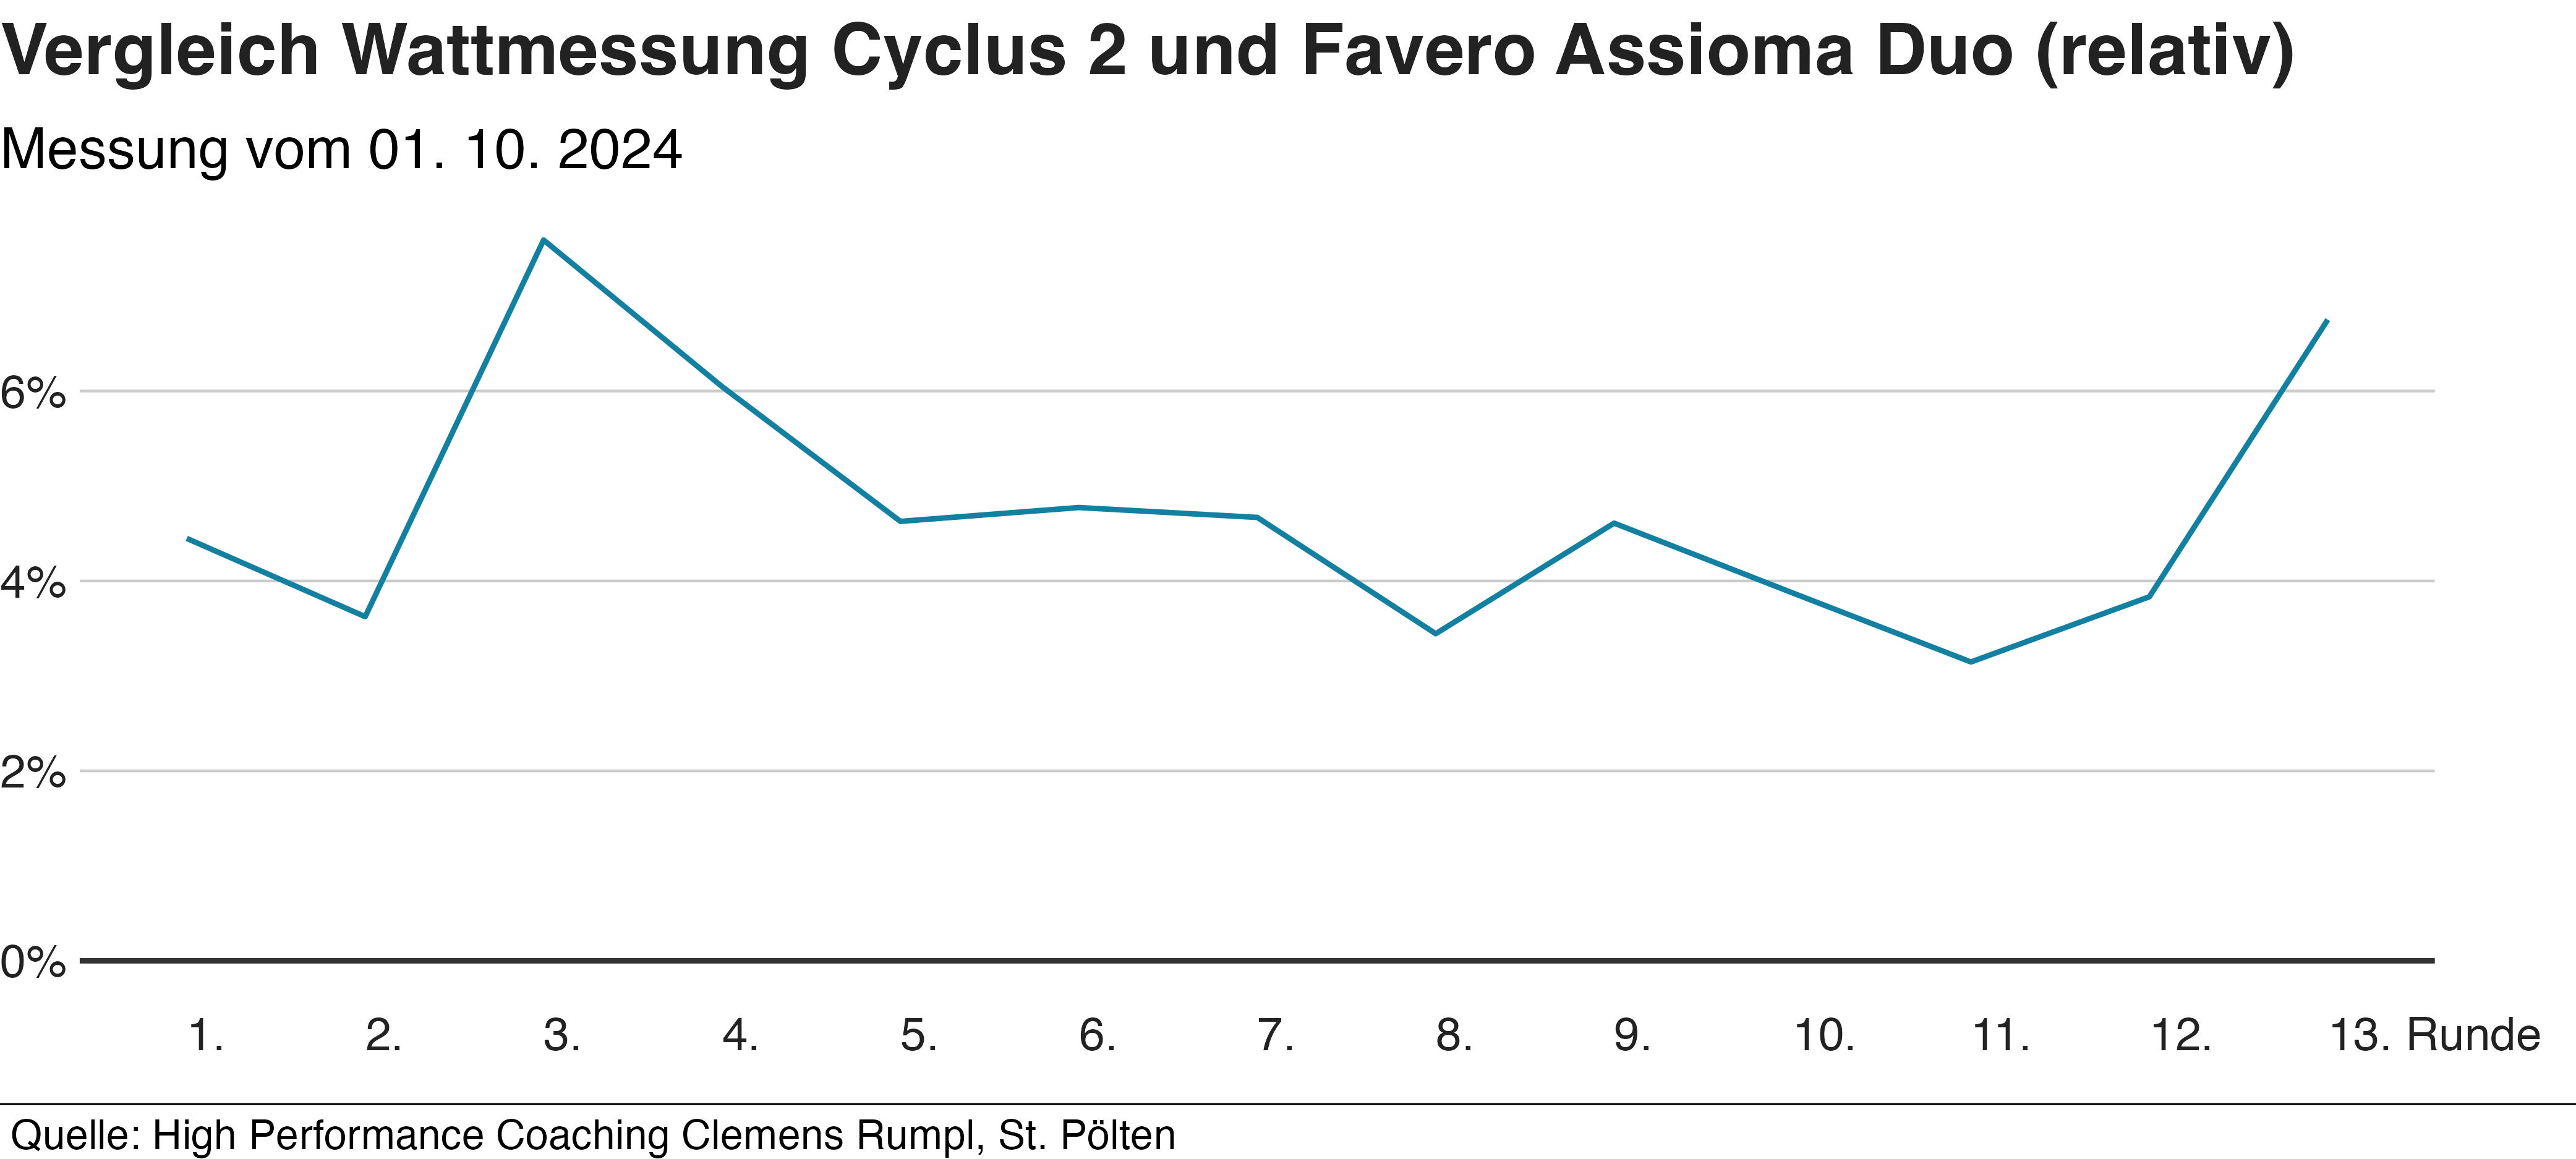 Vergleich Wattmessung Cyclus 2 und Favero Assioma Duo (relativ)
Messung vom 01. 10. 2024
6%
4%
2%
0%
1. 2. 3. 4. 5. 6. 7. 8. 9. 10. 11. 12. 13. Runde
Quelle: High Performance Coaching Clemens Rumpl, St. Pölten